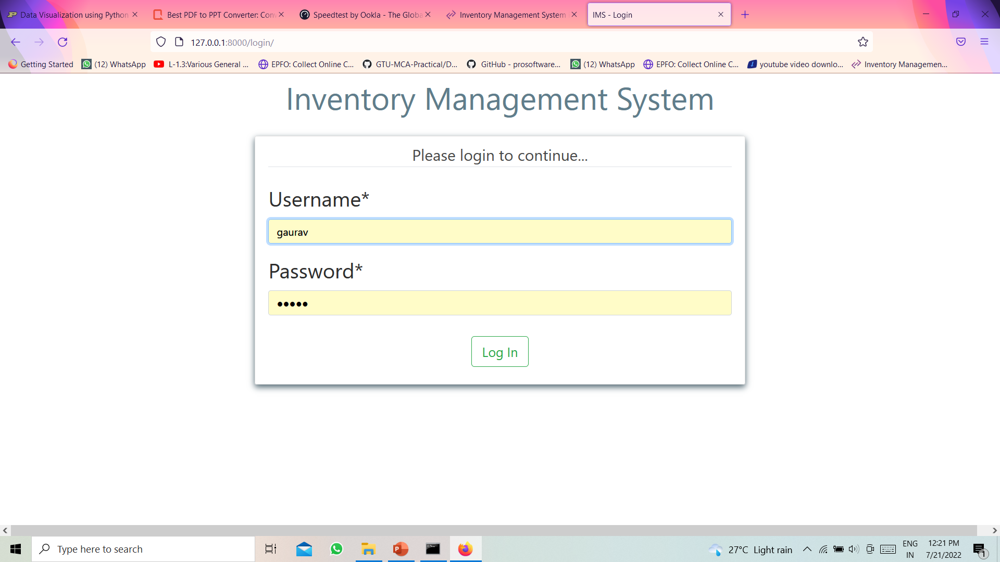 Data Visualization using Python
Best PDF to PPT Converter: Con
Speedtest by Ookla - The Globa
Inventory Management System
IMS - Login
127.0.0.1:8000/login/
Getting Started
(12) WhatsApp
L-1.3:Various General ...
EPFO: Collect Online C...
GTU-MCA-Practical/D...
GitHub - prosoftware...
(12) WhatsApp
EPFO: Collect Online C...
youtube video downlo...
Inventory Managemen...
Inventory Management System
Please login to continue...
Username*
gaurav
Password*
•••••
Log In
Type here to search
27°C Light rain
ENG
IN
12:21 PM
7/21/2022
1